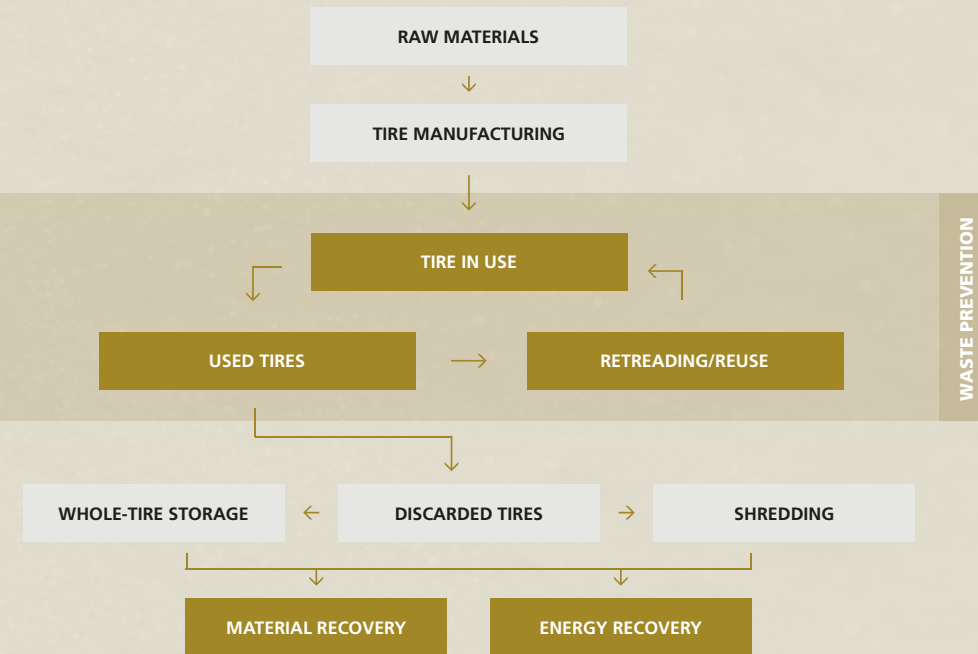 RAW MATERIALS
TIRE MANUFACTURING
TIRE IN USE
WASTE PREVENTION
USED TIRES
RETREADING/REUSE
WHOLE-TIRE STORAGE
DISCARDED TIRES
SHREDDING
MATERIAL RECOVERY
ENERGY RECOVERY